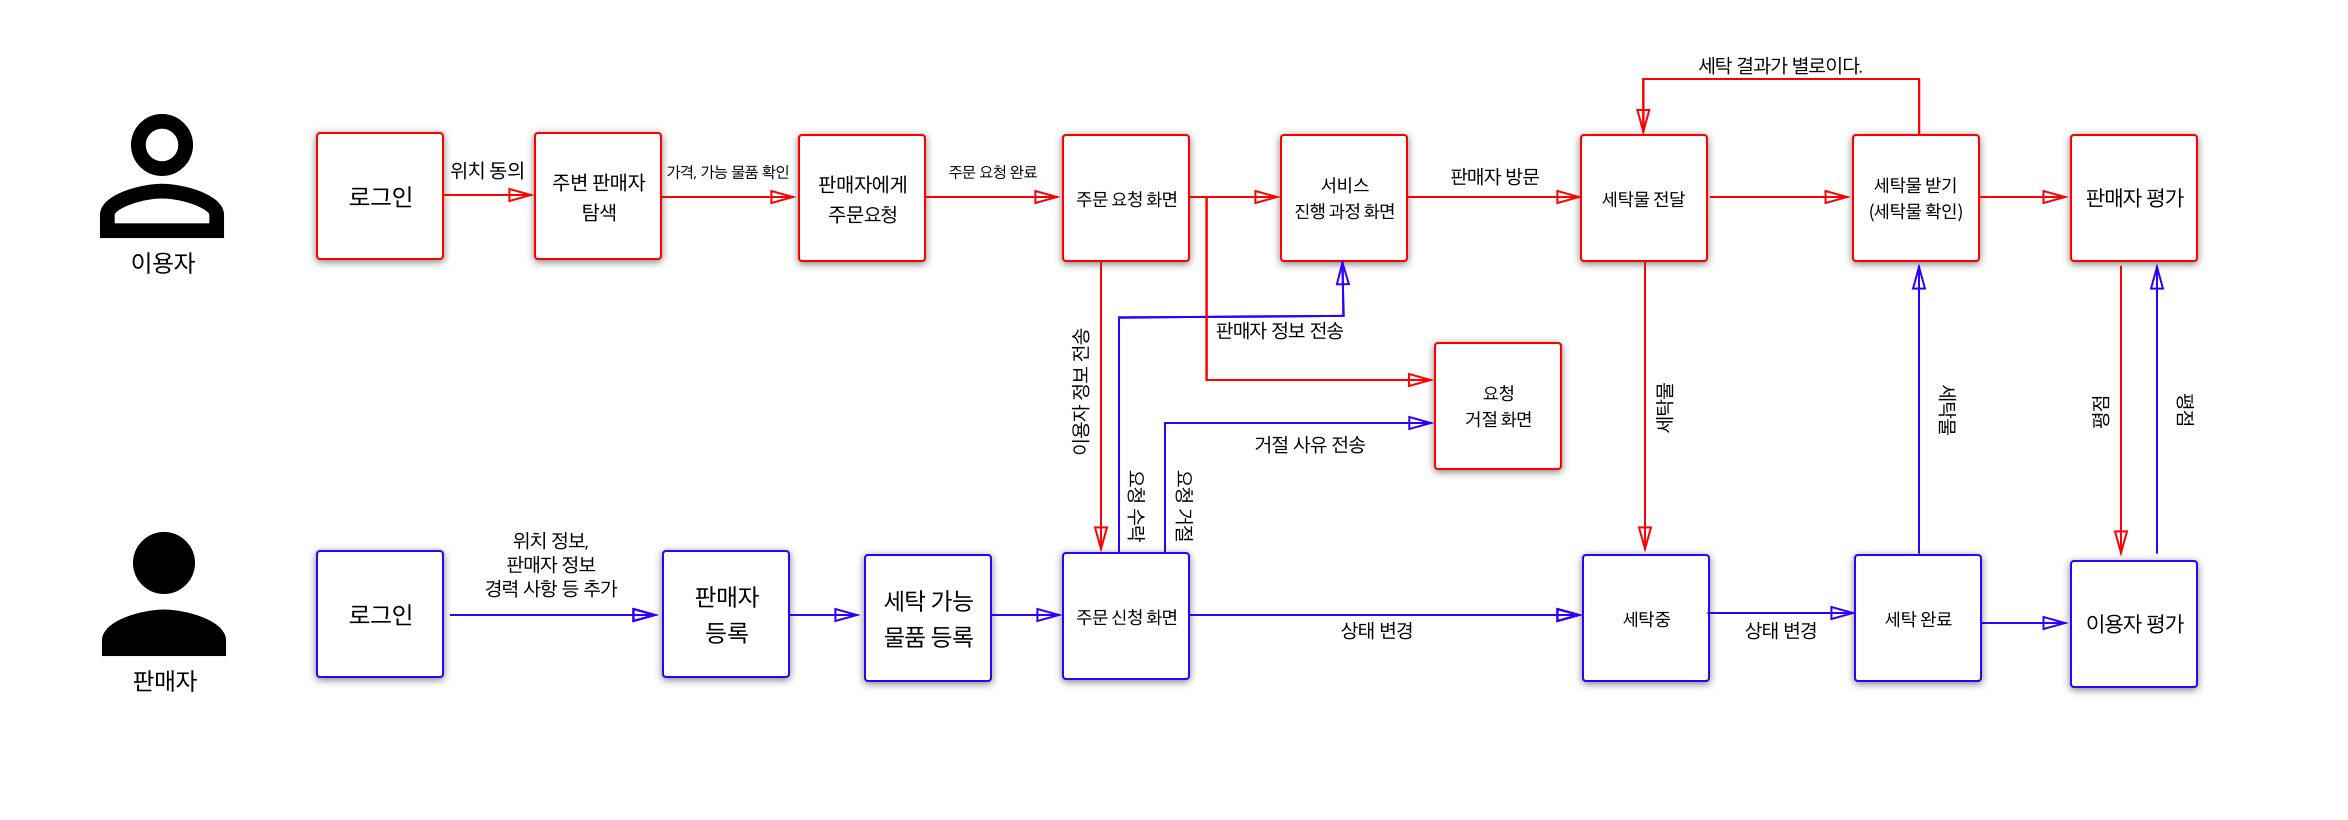 세탁 결과가 별로이다.
이용자
로그인
위치 동의
주변 판매자
탐색
가격, 가능 물품 확인
판매자에게
주문요청
주문 요청 완료
주문 요청 화면
서비스
진행 과정 화면
판매자 방문
세탁물 전달
세탁물 받기
(세탁물 확인)
판매자 평가
이용자 정보 전송
판매자 정보 전송
요청
거절 화면
거절 사유 전송
요청 수락
요청 거절
세탁물
세탁물
평점
평점
판매자
로그인
위치 정보,
판매자 정보
경력 사항 등 추가
판매자
등록
세탁 가능
물품 등록
주문 신청 화면
상태 변경
세탁중
상태 변경
세탁 완료
이용자 평가